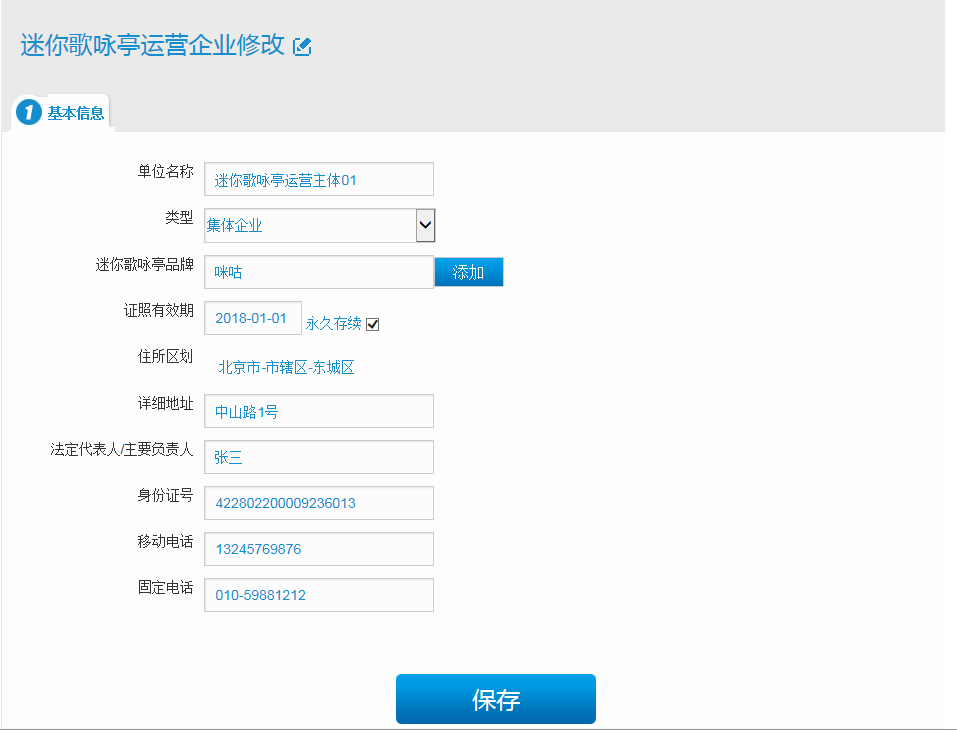 迷你歌咏亭运营企业修改
1 基本信息
单位名称 迷你歌咏亭运营主体01
类型 集体企业
迷你歌咏亭品牌 咪咕 添加
证照有效期 2018-01-01 永久存续
住所区划 北京市-市辖区-东城区
详细地址 中山路1号
法定代表人/主要负责人 张三
身份证号 422802200009236013
移动电话 13245769876
固定电话 010-59881212
保存